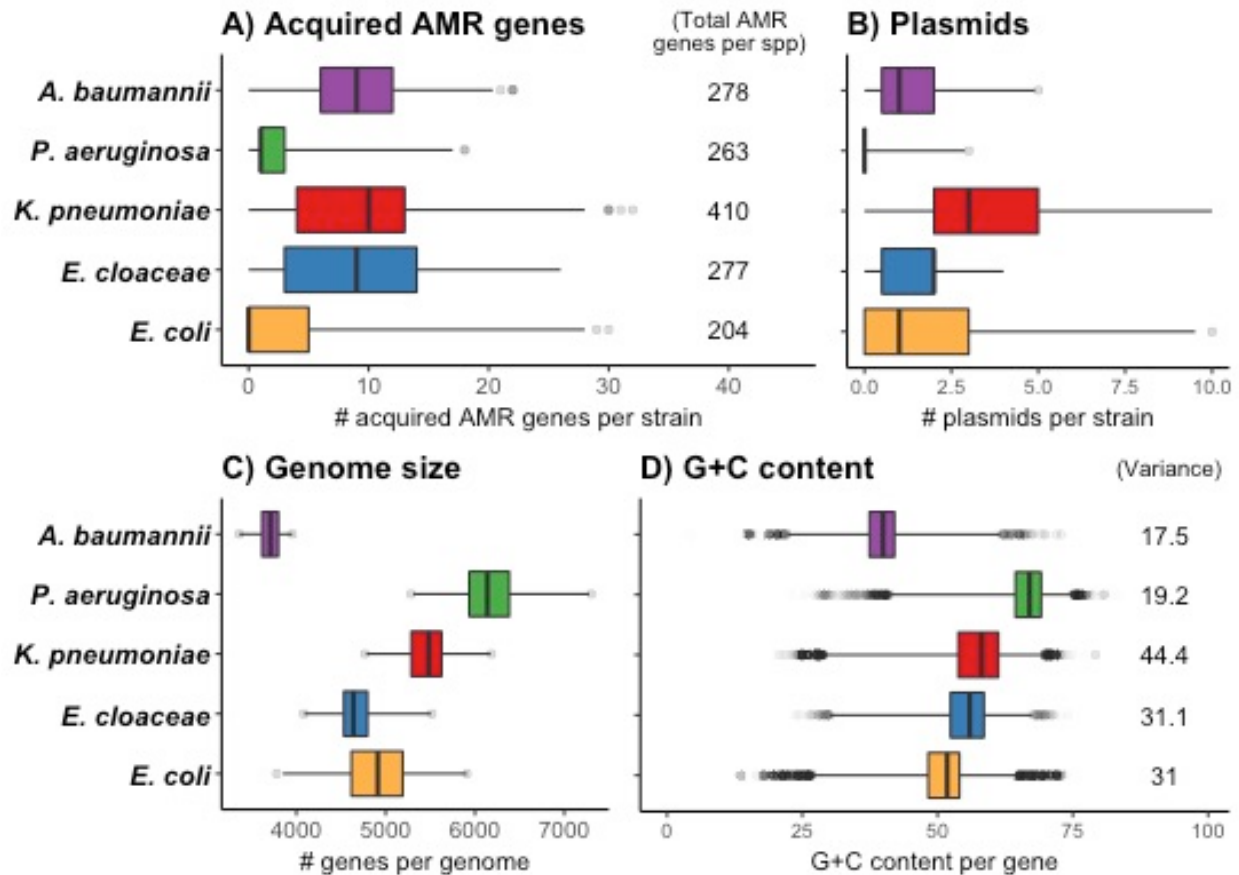 A) Acquired AMR genes
(Total AMR
genes per spp)
B) Plasmids
A. baumannii
278
P. aeruginosa
263
K. pneumoniae
410
E. cloaceae
277
E. coli
204
0 10 20 30 40
# acquired AMR genes per strain
0.0 2.5 5.0 7.5 10.0
# plasmids per strain
C) Genome size
D) G+C content
(Variance)
A. baumannii
17.5
P. aeruginosa
19.2
K. pneumoniae
44.4
E. cloaceae
31.1
E. coli
31
4000 5000 6000 7000
# genes per genome
0 25 50 75 100
G+C content per gene